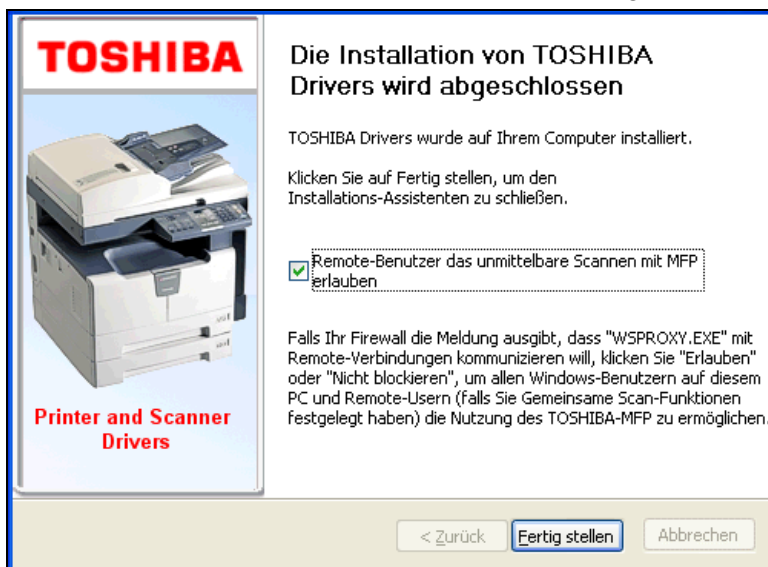 TOSHIBA
Printer and Scanner
Drivers
Die Installation von TOSHIBA
Drivers wird abgeschlossen
TOSHIBA Drivers wurde auf Ihrem Computer installiert.
Klicken Sie auf Fertig stellen, um den
Installations-Assistenten zu schließen.
Remote-Benutzer das unmittelbare Scannen mit MFP
erlauben
Falls Ihr Firewall die Meldung ausgibt, dass "WSPROXY.EXE" mit
Remote-Verbindungen kommunizieren will, klicken Sie "Erlauben"
oder "Nicht blockieren", um allen Windows-Benutzern auf diesem
PC und Remote-Usern (falls Sie Gemeinsame Scan-Funktionen
festgelegt haben) die Nutzung des TOSHIBA-MFP zu ermöglichen.
< Zurück
Fertig stellen
Abbrechen